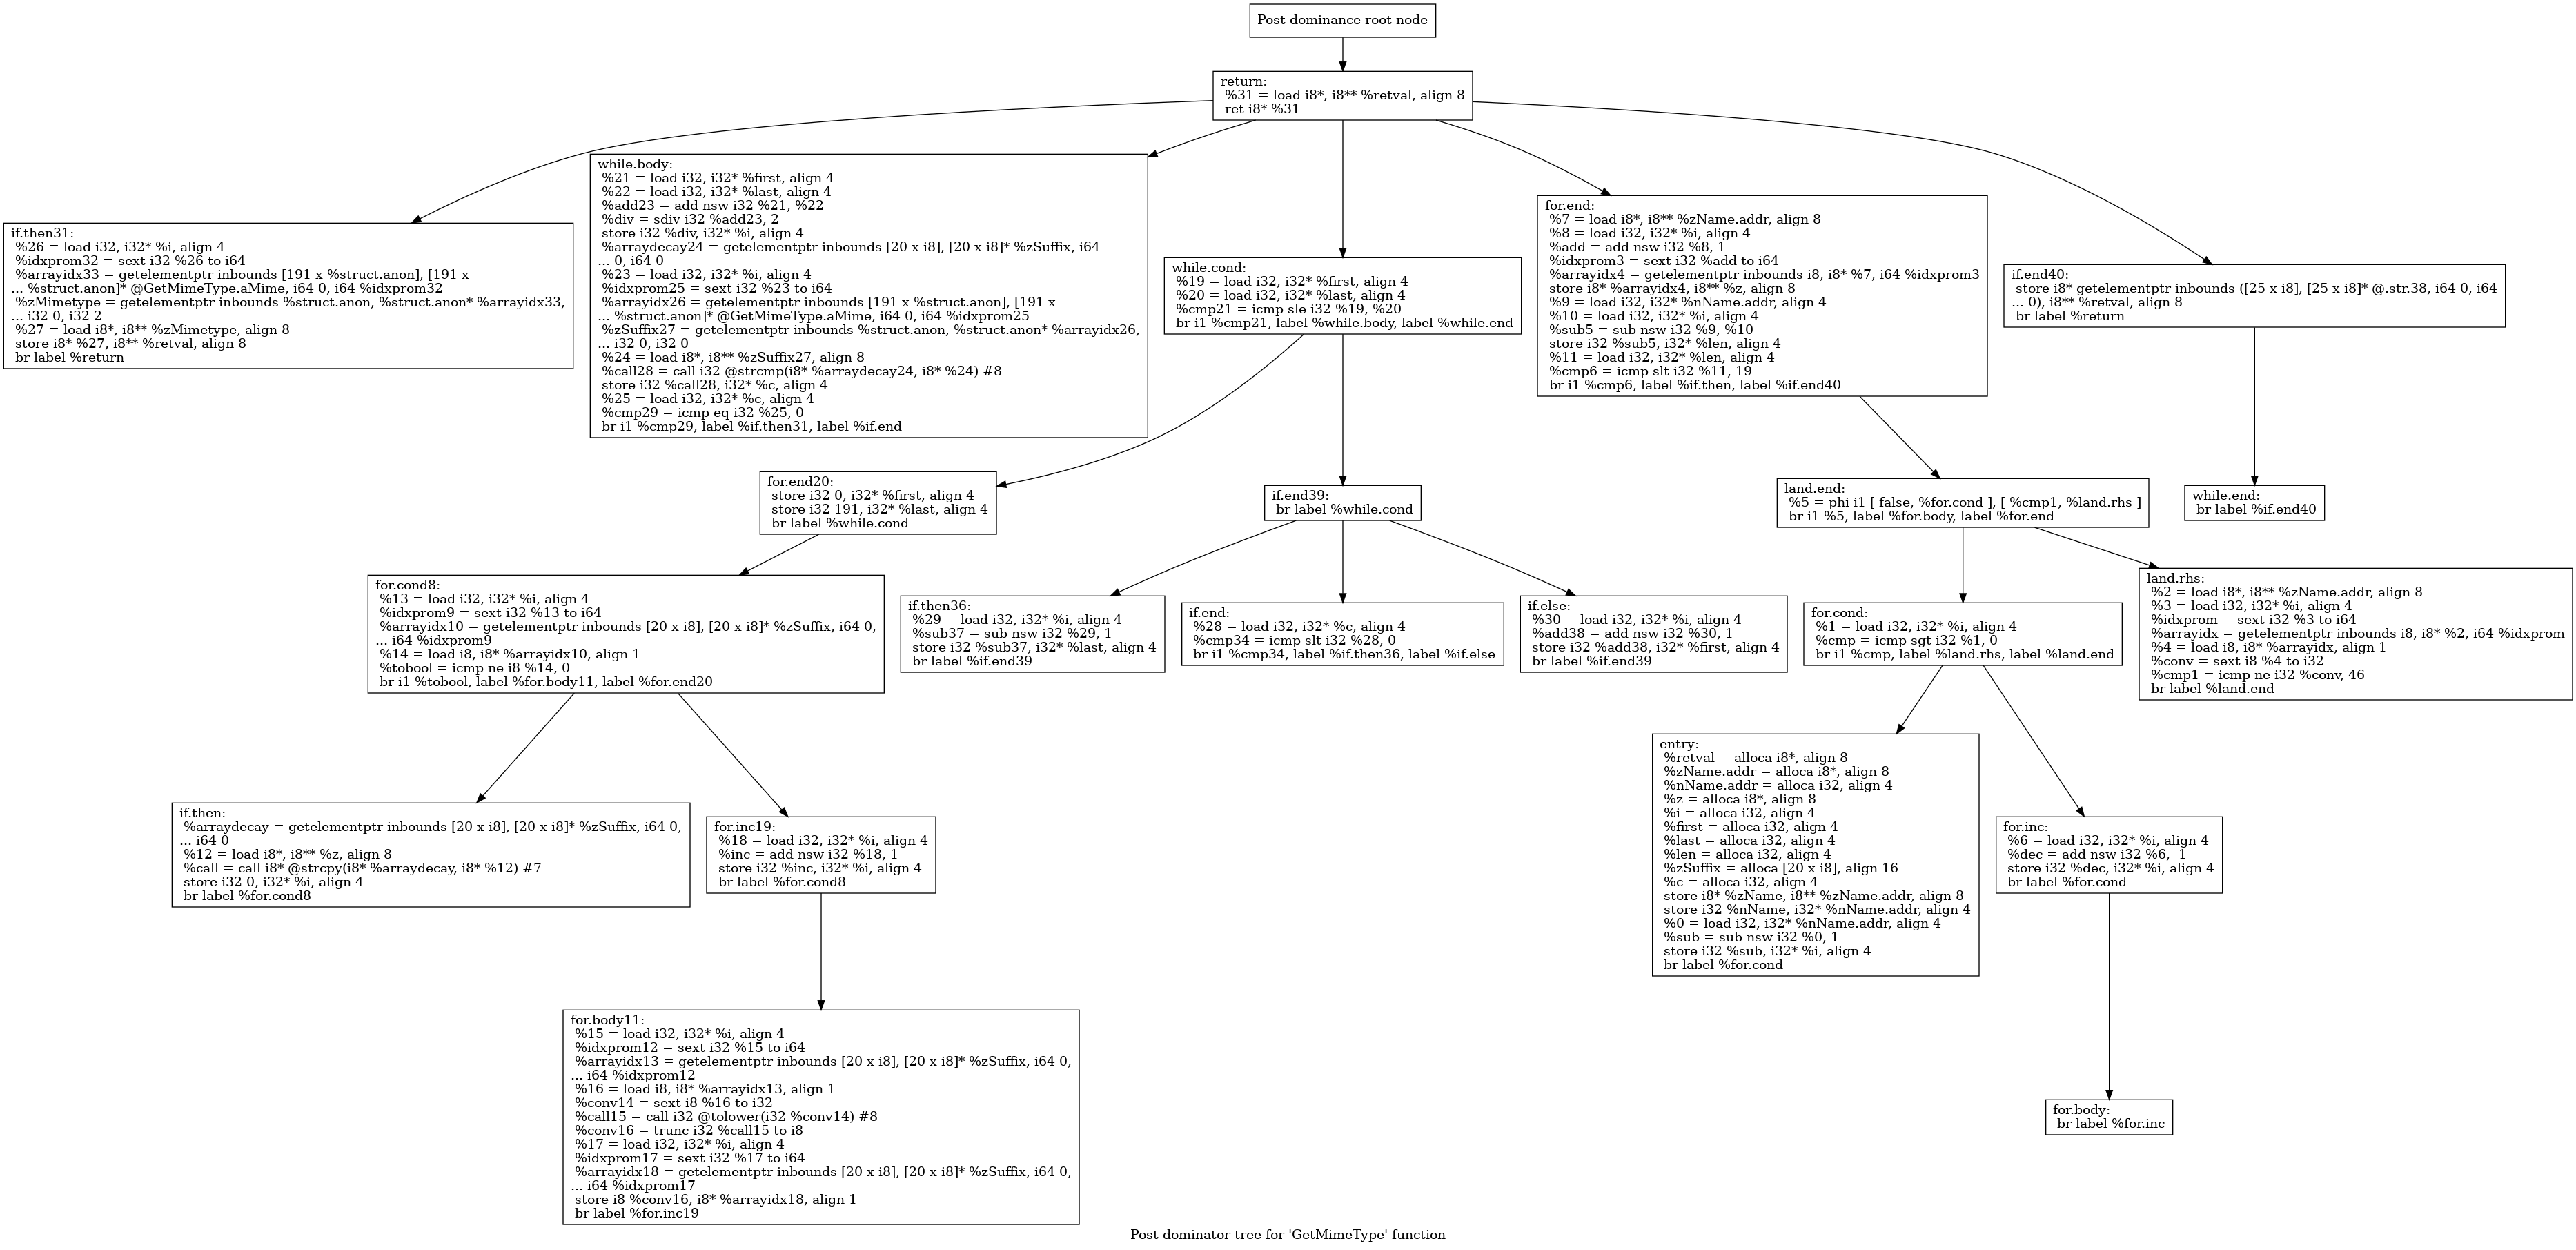 Post dominance root node
return:
%31 = load i8*, i8** %retval, align 8
ret i8* %31
if.then31:
%26 = load i32, i32* %i, align 4
%idxprom32 = sext i32 %26 to i64
%arrayidx33 = getelementptr inbounds [191 x %struct.anon], [191 x
... %struct.anon]* @GetMimeType.aMime, i64 0, i64 %idxprom32
%zMimetype = getelementptr inbounds %struct.anon, %struct.anon* %arrayidx33,
... i32 0, i32 2
%27 = load i8*, i8** %zMimetype, align 8
store i8* %27, i8** %retval, align 8
br label %return
while.body:
%21 = load i32, i32* %first, align 4
%22 = load i32, i32* %last, align 4
%add23 = add nsw i32 %21, %22
%div = sdiv i32 %add23, 2
store i32 %div, i32* %i, align 4
%arraydecay24 = getelementptr inbounds [20 x i8], [20 x i8]* %zSuffix, i64
... 0, i64 0
%23 = load i32, i32* %i, align 4
%idxprom25 = sext i32 %23 to i64
%arrayidx26 = getelementptr inbounds [191 x %struct.anon], [191 x
... %struct.anon]* @GetMimeType.aMime, i64 0, i64 %idxprom25
%zSuffix27 = getelementptr inbounds %struct.anon, %struct.anon* %arrayidx26,
... i32 0, i32 0
%24 = load i8*, i8** %zSuffix27, align 8
%call28 = call i32 @strcmp(i8* %arraydecay24, i8* %24) #8
store i32 %call28, i32* %c, align 4
%25 = load i32, i32* %c, align 4
%cmp29 = icmp eq i32 %25, 0
br i1 %cmp29, label %if.then31, label %if.end
while.cond:
%19 = load i32, i32* %first, align 4
%20 = load i32, i32* %last, align 4
%cmp21 = icmp sle i32 %19, %20
br i1 %cmp21, label %while.body, label %while.end
for.end:
%7 = load i8*, i8** %zName.addr, align 8
%8 = load i32, i32* %i, align 4
%add = add nsw i32 %8, 1
%idxprom3 = sext i32 %add to i64
%arrayidx4 = getelementptr inbounds i8, i8* %7, i64 %idxprom3
store i8* %arrayidx4, i8** %z, align 8
%9 = load i32, i32* %nName.addr, align 4
%10 = load i32, i32* %i, align 4
%sub5 = sub nsw i32 %9, %10
store i32 %sub5, i32* %len, align 4
%11 = load i32, i32* %len, align 4
%cmp6 = icmp slt i32 %11, 19
br i1 %cmp6, label %if.then, label %if.end40
if.end40:
store i8* getelementptr inbounds ([25 x i8], [25 x i8]* @.str.38, i64 0, i64
... 0), i8** %retval, align 8
br label %return
for.end20:
store i32 0, i32* %first, align 4
store i32 191, i32* %last, align 4
br label %while.cond
if.end39:
br label %while.cond
land.end:
%5 = phi i1 [ false, %for.cond ], [ %cmp1, %land.rhs ]
br i1 %5, label %for.body, label %for.end
while.end:
br label %if.end40
for.cond8:
%13 = load i32, i32* %i, align 4
%idxprom9 = sext i32 %13 to i64
%arrayidx10 = getelementptr inbounds [20 x i8], [20 x i8]* %zSuffix, i64 0,
... i64 %idxprom9
%14 = load i8, i8* %arrayidx10, align 1
%tobool = icmp ne i8 %14, 0
br i1 %tobool, label %for.body11, label %for.end20
if.then36:
%29 = load i32, i32* %i, align 4
%sub37 = sub nsw i32 %29, 1
store i32 %sub37, i32* %last, align 4
br label %if.end39
if.end:
%28 = load i32, i32* %c, align 4
%cmp34 = icmp slt i32 %28, 0
br i1 %cmp34, label %if.then36, label %if.else
if.else:
%30 = load i32, i32* %i, align 4
%add38 = add nsw i32 %30, 1
store i32 %add38, i32* %first, align 4
br label %if.end39
for.cond:
%1 = load i32, i32* %i, align 4
%cmp = icmp sgt i32 %1, 0
br i1 %cmp, label %land.rhs, label %land.end
land.rhs:
%2 = load i8*, i8** %zName.addr, align 8
%3 = load i32, i32* %i, align 4
%idxprom = sext i32 %3 to i64
%arrayidx = getelementptr inbounds i8, i8* %2, i64 %idxprom
%4 = load i8, i8* %arrayidx, align 1
%conv = sext i8 %4 to i32
%cmp1 = icmp ne i32 %conv, 46
br label %land.end
if.then:
%arraydecay = getelementptr inbounds [20 x i8], [20 x i8]* %zSuffix, i64 0,
... i64 0
%12 = load i8*, i8** %z, align 8
%call = call i8* @strcpy(i8* %arraydecay, i8* %12) #7
store i32 0, i32* %i, align 4
br label %for.cond8
for.inc19:
%18 = load i32, i32* %i, align 4
%inc = add nsw i32 %18, 1
store i32 %inc, i32* %i, align 4
br label %for.cond8
entry:
%retval = alloca i8*, align 8
%zName.addr = alloca i8*, align 8
%nName.addr = alloca i32, align 4
%z = alloca i8*, align 8
%i = alloca i32, align 4
%first = alloca i32, align 4
%last = alloca i32, align 4
%len = alloca i32, align 4
%zSuffix = alloca [20 x i8], align 16
%c = alloca i32, align 4
store i8* %zName, i8** %zName.addr, align 8
store i32 %nName, i32* %nName.addr, align 4
%0 = load i32, i32* %nName.addr, align 4
%sub = sub nsw i32 %0, 1
store i32 %sub, i32* %i, align 4
br label %for.cond
for.inc:
%6 = load i32, i32* %i, align 4
%dec = add nsw i32 %6, -1
store i32 %dec, i32* %i, align 4
br label %for.cond
for.body11:
%15 = load i32, i32* %i, align 4
%idxprom12 = sext i32 %15 to i64
%arrayidx13 = getelementptr inbounds [20 x i8], [20 x i8]* %zSuffix, i64 0,
... i64 %idxprom12
%16 = load i8, i8* %arrayidx13, align 1
%conv14 = sext i8 %16 to i32
%call15 = call i32 @tolower(i32 %conv14) #8
%conv16 = trunc i32 %call15 to i8
%17 = load i32, i32* %i, align 4
%idxprom17 = sext i32 %17 to i64
%arrayidx18 = getelementptr inbounds [20 x i8], [20 x i8]* %zSuffix, i64 0,
... i64 %idxprom17
store i8 %conv16, i8* %arrayidx18, align 1
br label %for.inc19
for.body:
br label %for.inc
Post dominator tree for 'GetMimeType' function